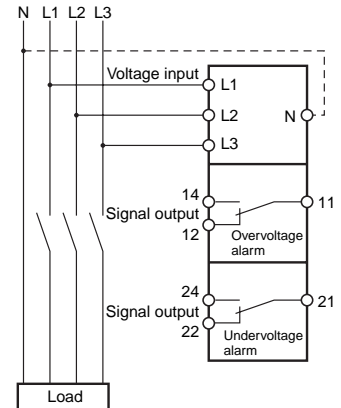 N L1 L2 L3
Voltage input
L1
L2
N
L3
14
11
Signal output
12
Overvoltage
alarm
24
21
Signal output
22
Undervoltage
alarm
Load